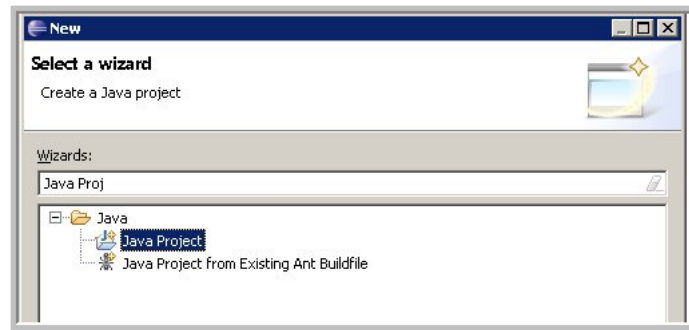 New
Select a wizard
Create a Java project
Wizards:
Java Proj
Java
Java Project
Java Project from Existing Ant Buildfile